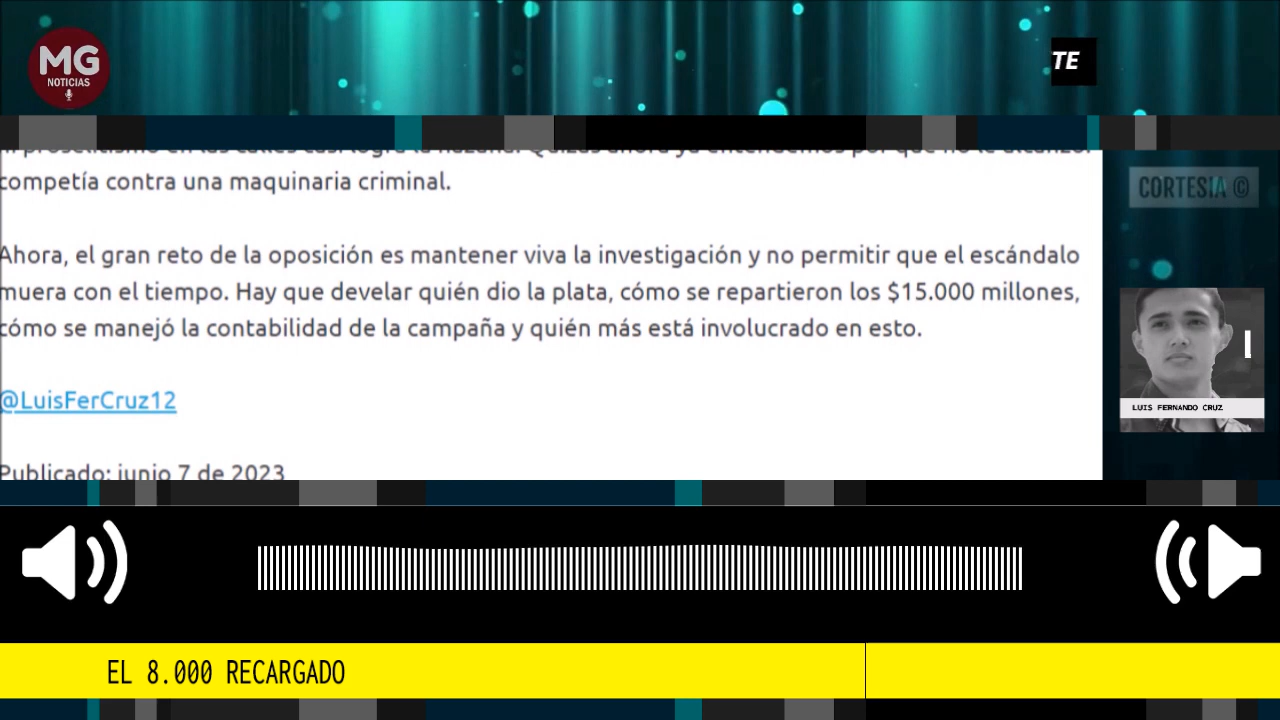 MG
NOTICIAS
TE
CORTESIA ©
competía contra una maquinaria criminal.
Ahora, el gran reto de la oposición es mantener viva la investigación y no permitir que el escándalo
muera con el tiempo. Hay que develar quién dio la plata, cómo se repartieron los $15.000 millones,
cómo se manejó la contabilidad de la campaña y quién más está involucrado en esto.
@LuisFerCruz12
Publicado: junio 7 de 2023
LUIS FERNANDO CRUZ
EL 8.000 RECARGADO